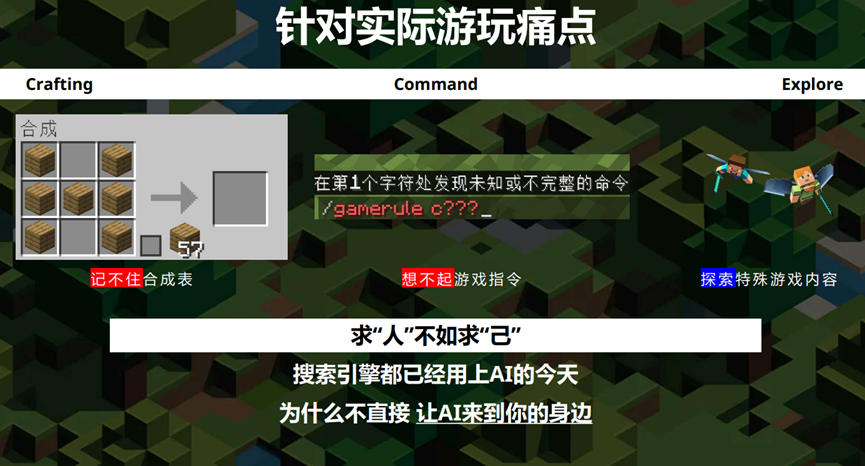 针对实际游玩痛点
Crafting Command Explore
合成
57
在第1个字符处发现未知或不完整的命令
/gamerule c???_
记不住合成表 想不起游戏指令 探索特殊游戏内容
求“人”不如求“己”
搜索引擎都已经用上AI的今天
为什么不直接 让AI来到你的身边